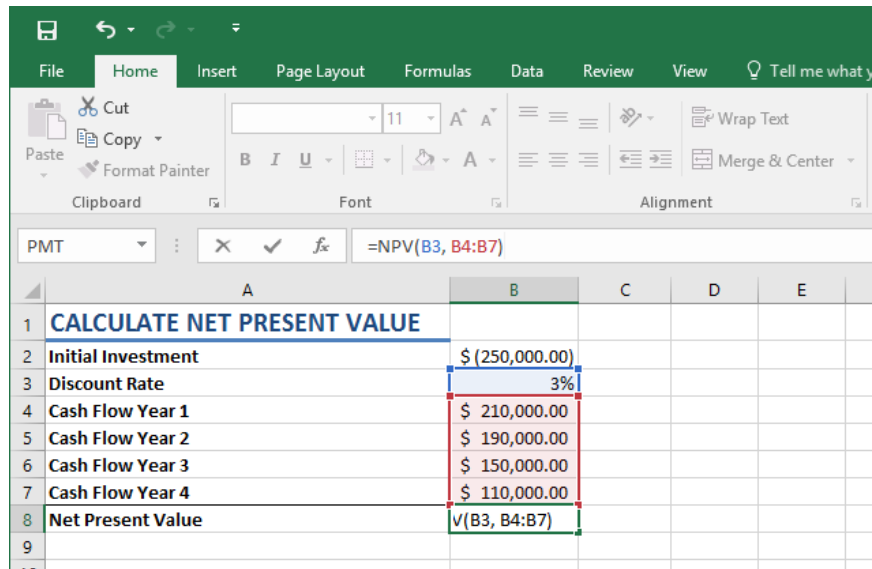 File Home Insert Page Layout Formulas Data Review View Tell me what
Cut
Copy
Paste
Format Painter
11 A A
B I U A
Wrap Text
Merge & Center
Clipboard Font Alignment
PMT fx =NPV(B3, B4:B7)
A B C D E
1 CALCULATE NET PRESENT VALUE
2 Initial Investment $ (250,000.00)
3 Discount Rate 3%
4 Cash Flow Year 1 $ 210,000.00
5 Cash Flow Year 2 $ 190,000.00
6 Cash Flow Year 3 $ 150,000.00
7 Cash Flow Year 4 $ 110,000.00
8 Net Present Value V(B3, B4:B7)
9